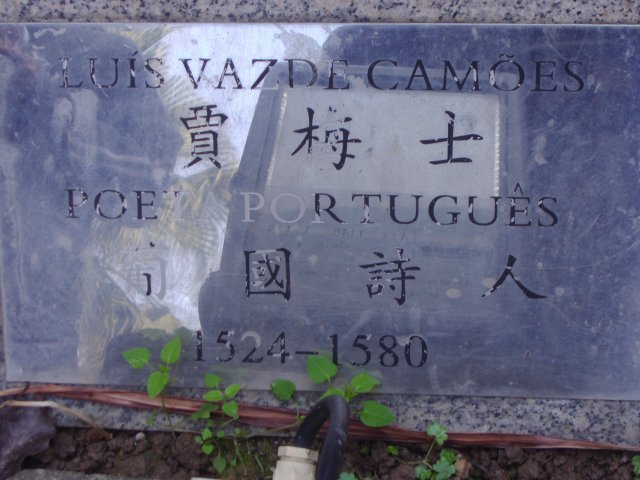 LUÍS VAZ DE CAMÕES
賈梅士
POETA PORTUGUÊS
葡國詩人
1524-1580